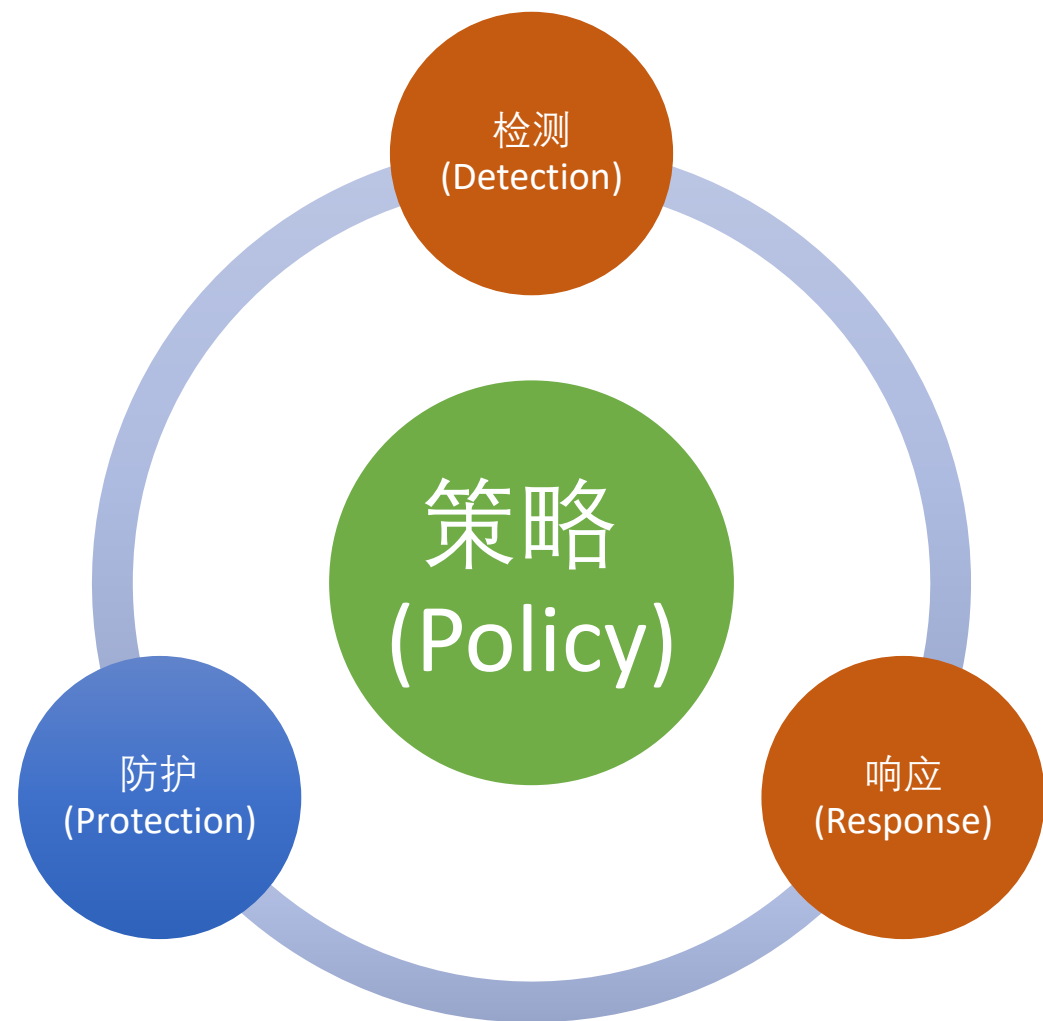 检测
(Detection)
策略
(Policy)
防护
(Protection)
响应
(Response)